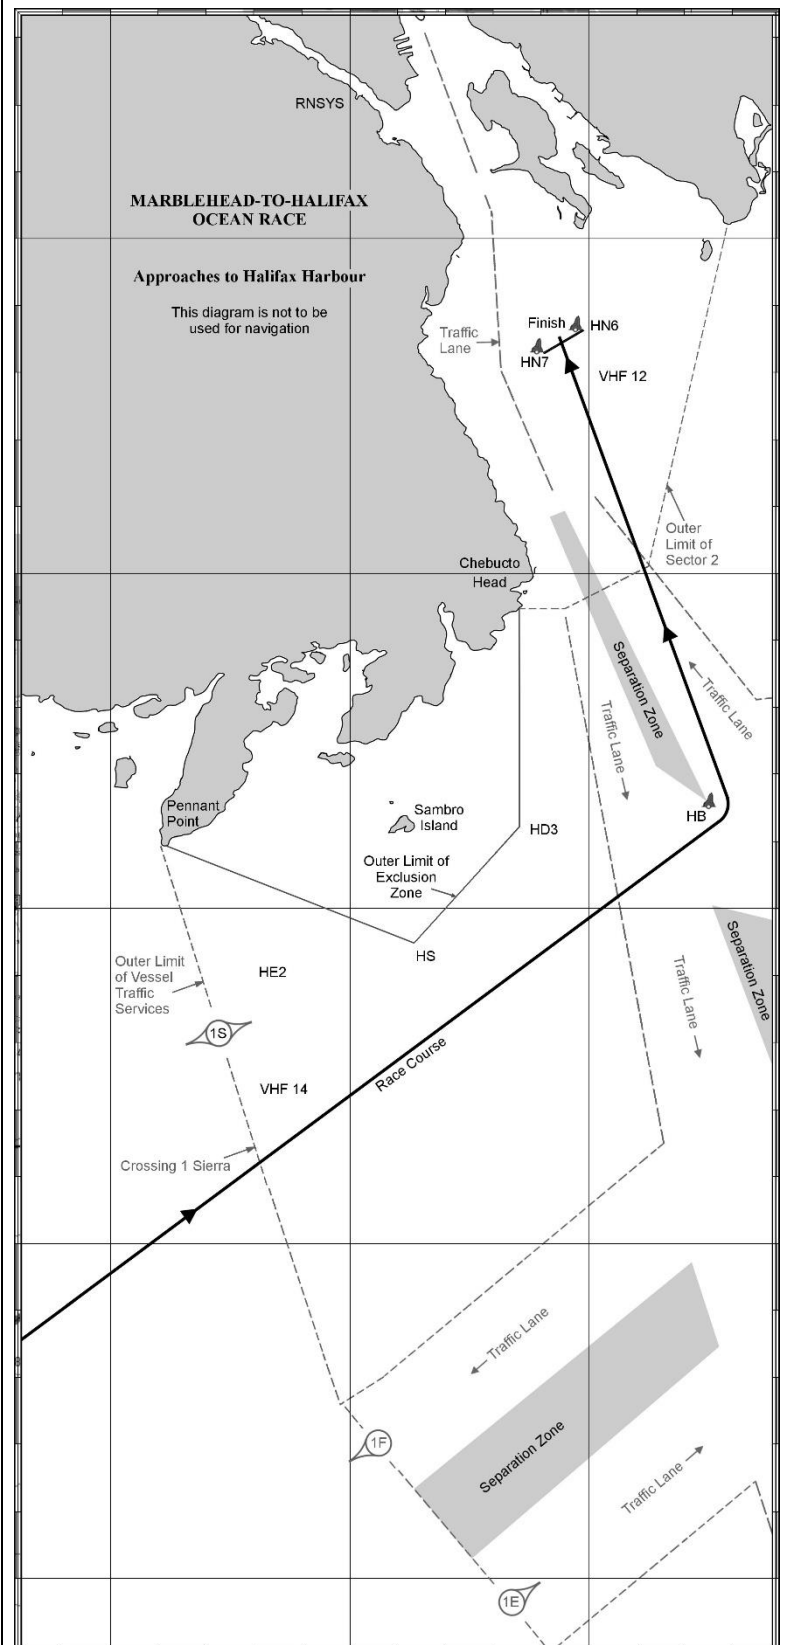 RNSYS
MARBLEHEAD-TO-HALIFAX
OCEAN RACE
Approaches to Halifax Harbour
This diagram is not to be
used for navigation
Finish
HN6
Traffic
Lane
HN7
VHF 12
Outer
Limit of
Sector 2
Chebucto
Head
Separation Zone
Traffic Lane
Traffic Lane
Pennant
Point
Sambro
Island
HD3
HB
Outer Limit of
Exclusion
Zone
HS
Separation Zone
Outer Limit
of Vessel
Traffic
Services
HE2
Traffic Lane
1S
Race Course
VHF 14
Crossing 1 Sierra
Traffic Lane
1F
Separation Zone
Traffic Lane
1E